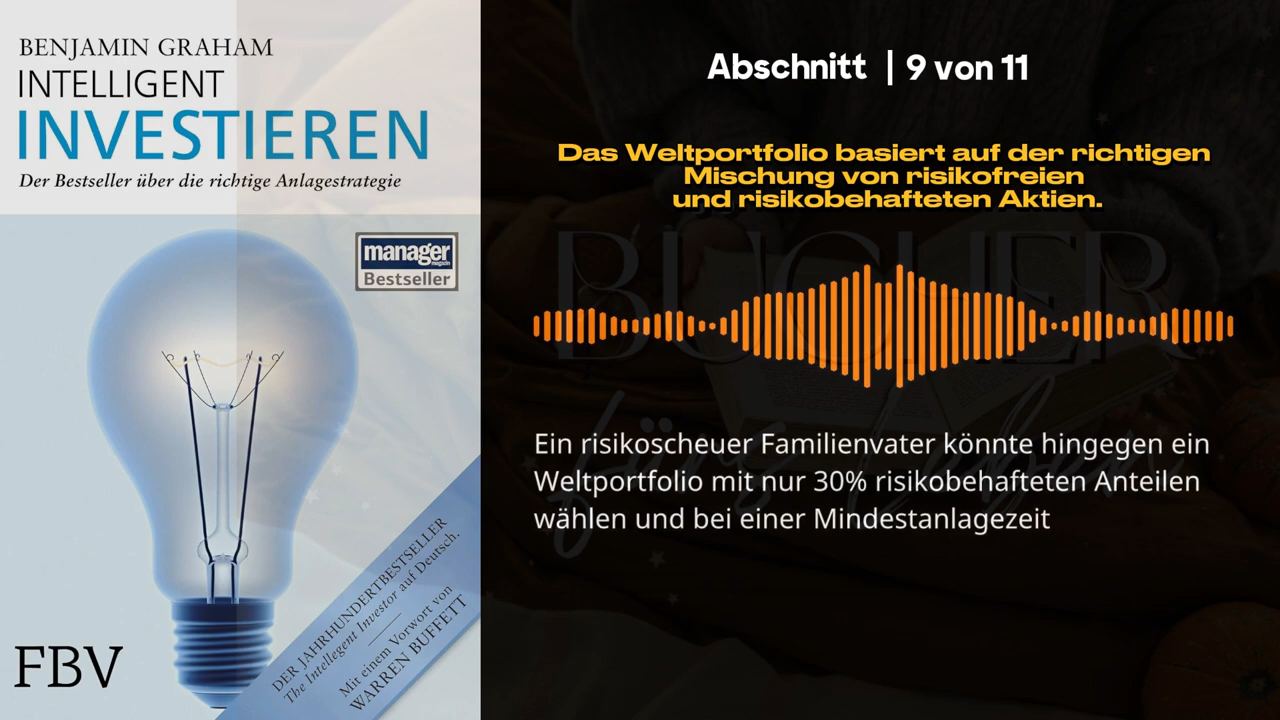 BENJAMIN GRAHAM
INTELLIGENT
INVESTIEREN
Der Bestseller über die richtige Anlagestrategie
manager
magazin
Bestseller
DER JAHRHUNDERTBESTSELLER
The Intellegent Investor auf Deutsch.
Mit einem Vorwort von
WARREN BUFFETT
FBV
Abschnitt | 9 von 11
Das Weltportfolio basiert auf der richtigen
Mischung von risikofreien
und risikobehafteten Aktien.
BÜCHER
Ein risikoscheuer Familienvater könnte hingegen ein
Weltportfolio mit nur 30% risikobehafteten Anteilen
wählen und bei einer Mindestanlagezeit